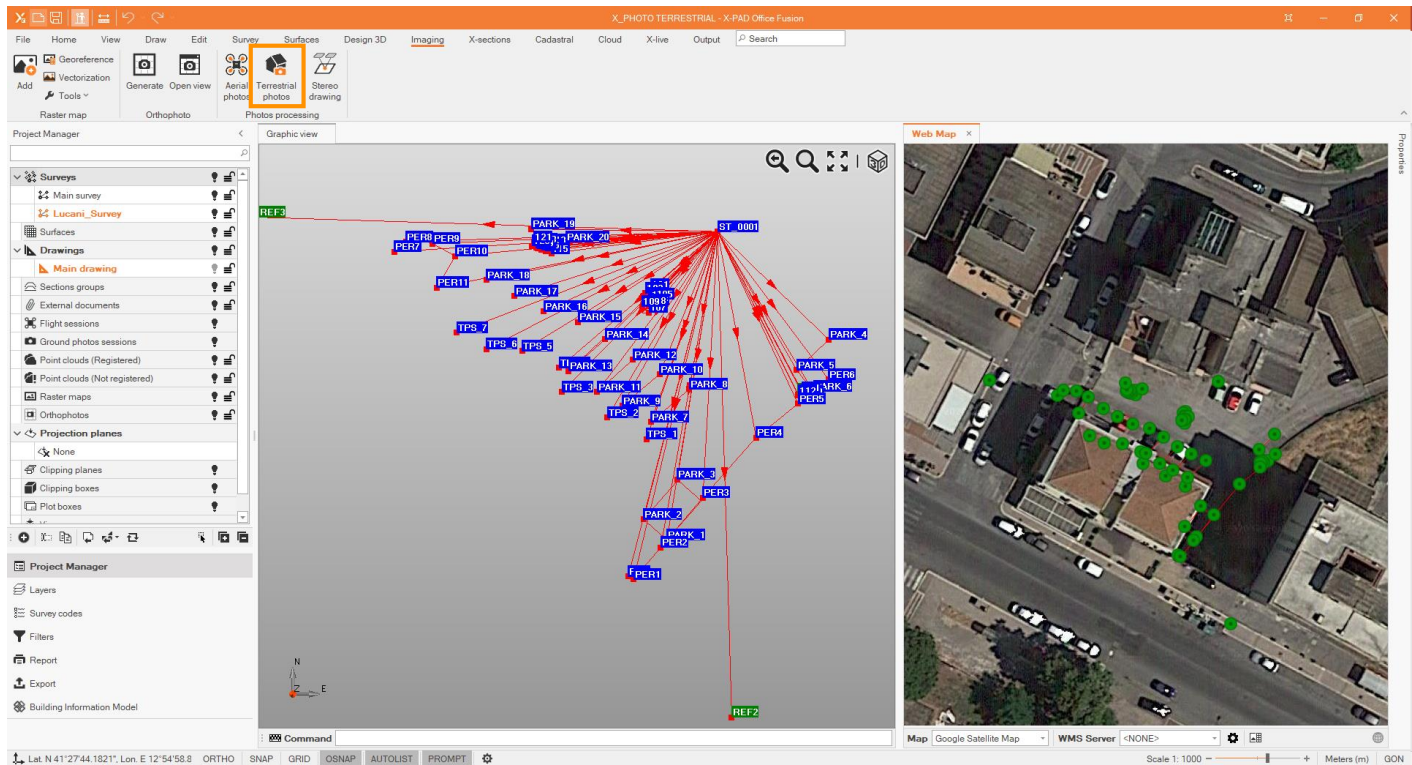 X_PHOTO TERRESTRIAL - X-PAD Office Fusion
File Home View Draw Edit Survey Surfaces Design 3D Imaging X-sections Cadastral Cloud X-live Output Search
Add
Georeference
Vectorization
Tools
Generate
Open view
Aerial photos
Terrestrial photos
Stereo drawing
Raster map Orthophoto Photos processing
Project Manager
Graphic view
Web Map
Properties
Surveys
Main survey
Lucani_Survey
Surfaces
Drawings
Main drawing
Sections groups
External documents
Flight sessions
Ground photos sessions
Point clouds (Registered)
Point clouds (Not registered)
Raster maps
Orthophotos
Projection planes
None
Clipping planes
Clipping boxes
Plot boxes
Project Manager
Layers
Survey codes
Filters
Report
Export
Building Information Model
3D
REF3
PARK_19
ST_0001
PER8
PER9
PARK_20
PER7
PER10
PARK_18
PER11
PARK_17
PARK_16
PARK_15
TPS_7
PARK_14
PARK_4
TPS_6
TPS_5
PARK_12
PARK_13
PARK_10
PARK_5
PER6
TPS_3
PARK_11
PARK_8
PARK_6
PARK_9
PER5
TPS_2
PARK_7
TPS_1
PER4
PARK_3
PER3
PARK_2
PARK_1
PER2
PER1
REF2
N
Z E
Command
Map Google Satellite Map WMS Server <NONE>
Lat. N 41°27'44.1821", Lon. E 12°54'58.8 ORTHO SNAP GRID OSNAP AUTOLIST PROMPT Scale 1: 1000 Meters (m) GON